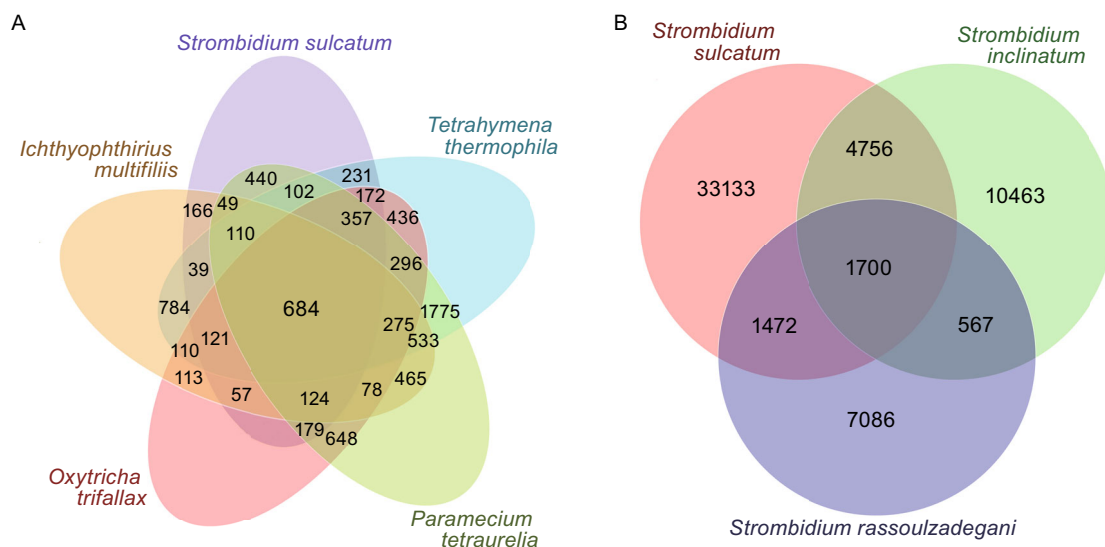 A
Strombidium sulcatum
Tetrahymena
thermophila
Ichthyophthirius
multifiliis
440
102
231
172
436
166
49
357
110
296
39
784
684
1775
275
533
121
110
113
57
124
78
465
179
648
Oxytricha
trifallax
Paramecium
tetraurelia
B
Strombidium
sulcatum
Strombidium
inclinatum
4756
33133
10463
1700
1472
567
7086
Strombidium rassoulzadegani